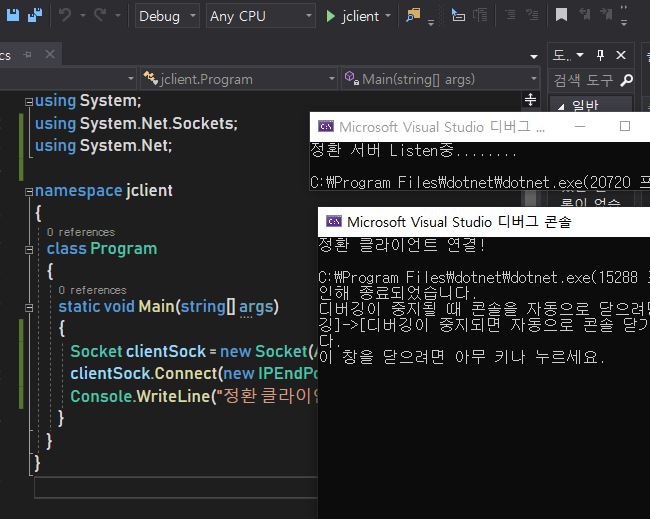 Debug Any CPU jclient
cs
jclient.Program Main(string[] args)
도..
검색 도구
일반
using System;
using System.Net.Sockets;
using System.Net;
namespace jclient
{
0 references
class Program
{
0 references
static void Main(string[] args)
{
Socket clientSock = new Socket(
clientSock.Connect(new IPEndPo
Console.WriteLine("정환 클라이언
}
}
}
Microsoft Visual Studio 디버그 ...
정환 서버 Listen중........
C:\Program Files\dotnet\dotnet.exe(20720 프
Microsoft Visual Studio 디버그 콘솔
정환 클라이언트 연결!
C:\Program Files\dotnet\dotnet.exe(15288
인해 종료되었습니다.
디버깅이 중지될 때 콘솔을 자동으로 닫으려면
깅]->[디버깅이 중지되면 자동으로 콘솔 닫기
다.
이 창을 닫으려면 아무 키나 누르세요.